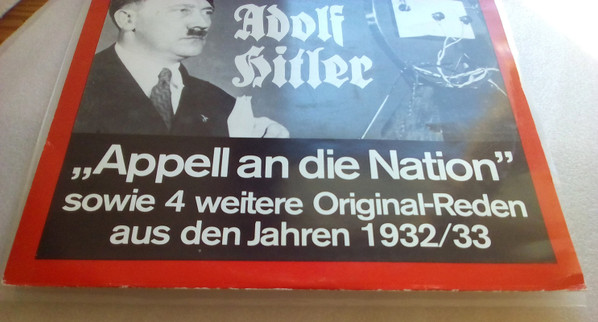 Adolf
Hitler
„Appell an die Nation”
sowie 4 weitere Original-Reden
aus den Jahren 1932/33